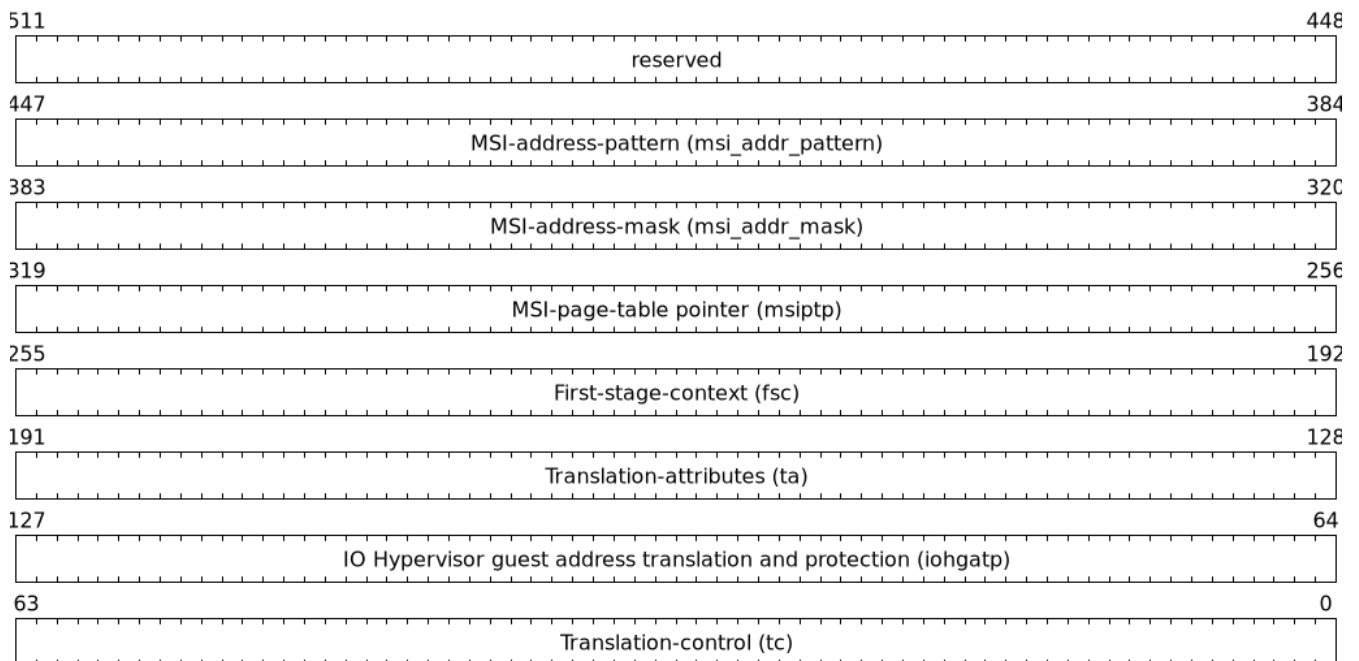 511 448
reserved
447 384
MSI-address-pattern (msi_addr_pattern)
383 320
MSI-address-mask (msi_addr_mask)
319 256
MSI-page-table pointer (msiptp)
255 192
First-stage-context (fsc)
191 128
Translation-attributes (ta)
127 64
IO Hypervisor guest address translation and protection (iohgatp)
63 0
Translation-control (tc)